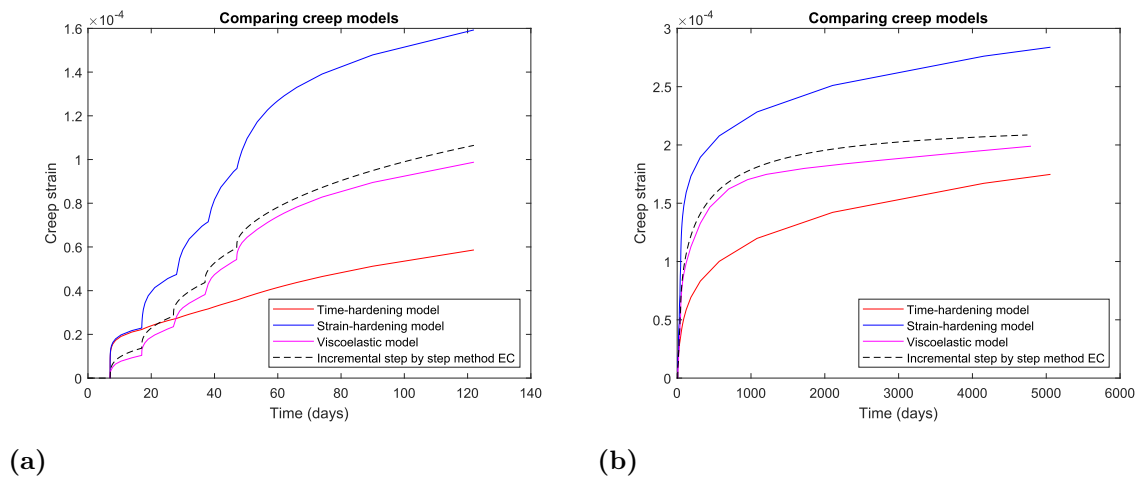 Comparing creep models
×10⁻⁴
1.6
1.4
1.2
1
0.8
0.6
0.4
0.2
0
Creep strain
0 20 40 60 80 100 120 140
Time (days)
Time-hardening model
Strain-hardening model
Viscoelastic model
Incremental step by step method EC
(a)
Comparing creep models
×10⁻⁴
3
2.5
2
1.5
1
0.5
0
Creep strain
0 1000 2000 3000 4000 5000 6000
Time (days)
Time-hardening model
Strain-hardening model
Viscoelastic model
Incremental step by step method EC
(b)